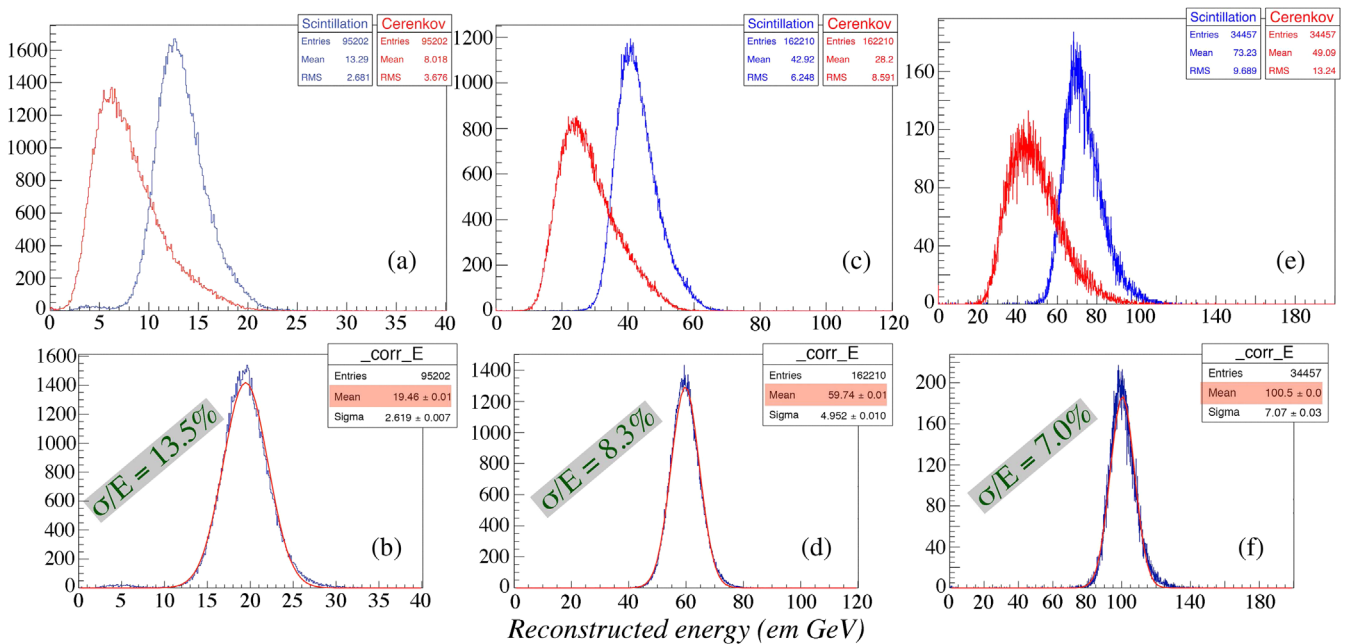 Scintillation Cerenkov
Entries 95202 Entries 95202
Mean 13.29 Mean 8.018
RMS 2.681 RMS 3.676
1600
1400
1200
1000
800
600
400
200
0
(a)
0 5 10 15 20 25 30 35 40
Scintillation Cerenkov
Entries 162210 Entries 162210
Mean 42.92 Mean 28.2
RMS 6.248 RMS 8.591
1200
1000
800
600
400
200
0
(c)
0 20 40 60 80 100 120
Scintillation Cerenkov
Entries 34457 Entries 34457
Mean 73.23 Mean 49.09
RMS 9.689 RMS 13.24
160
120
80
40
0
(e)
0 20 40 60 80 100 120 160 200
_corr_E
Entries 95202
Mean 19.46 ± 0.01
Sigma 2.619 ± 0.007
1600
1400
1200
1000
800
600
400
200
0
σ/E = 13.5%
(b)
0 5 10 15 20 25 30 35 40
_corr_E
Entries 162210
Mean 59.74 ± 0.01
Sigma 4.952 ± 0.010
1400
1200
1000
800
600
400
200
0
σ/E = 8.3%
(d)
0 20 40 60 80 100 120
_corr_E
Entries 34457
Mean 100.5 ± 0.0
Sigma 7.07 ± 0.03
200
160
120
80
40
0
σ/E = 7.0%
(f)
0 20 40 60 80 100 140 180
Reconstructed energy (em GeV)